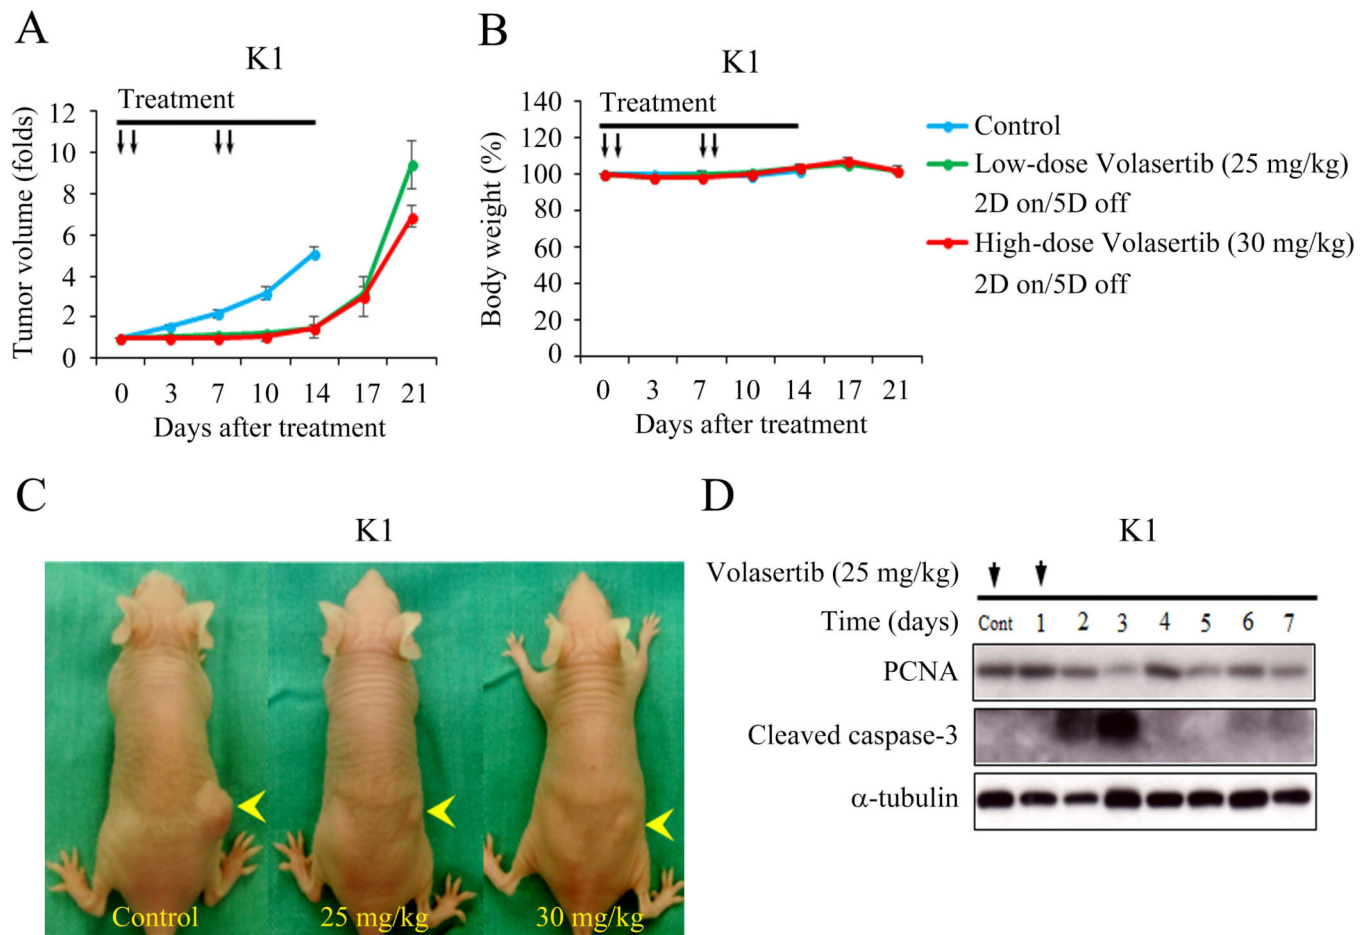 A
K1
Treatment
12
10
8
6
4
2
0
Tumor volume (folds)
0 3 7 10 14 17 21
Days after treatment
B
K1
Treatment
140
120
100
80
60
40
20
0
Body weight (%)
0 3 7 10 14 17 21
Days after treatment
Control
Low-dose Volasertib (25 mg/kg)
2D on/5D off
High-dose Volasertib (30 mg/kg)
2D on/5D off
C
K1
Control 25 mg/kg 30 mg/kg
D
K1
Volasertib (25 mg/kg)
Time (days) Cont 1 2 3 4 5 6 7
PCNA
Cleaved caspase-3
α-tubulin